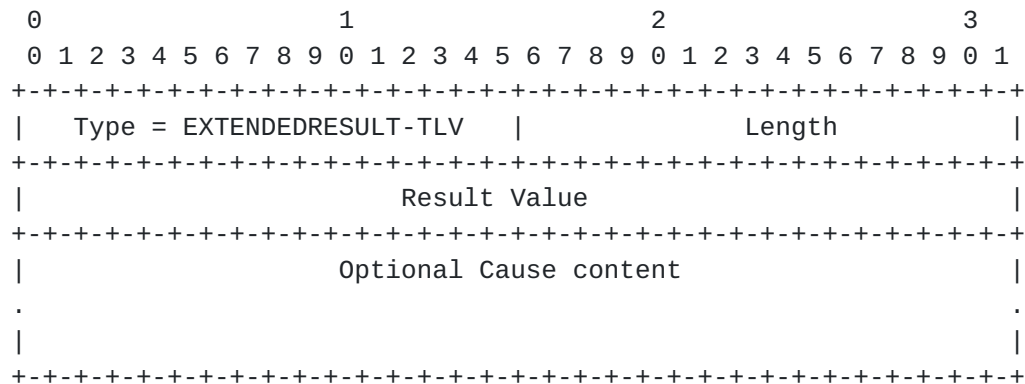 0                   1                   2                   3
 0 1 2 3 4 5 6 7 8 9 0 1 2 3 4 5 6 7 8 9 0 1 2 3 4 5 6 7 8 9 0 1
+-+-+-+-+-+-+-+-+-+-+-+-+-+-+-+-+-+-+-+-+-+-+-+-+-+-+-+-+-+-+-+-+
|   Type = EXTENDEDRESULT-TLV   |              Length           |
+-+-+-+-+-+-+-+-+-+-+-+-+-+-+-+-+-+-+-+-+-+-+-+-+-+-+-+-+-+-+-+-+
|                        Result Value                           |
+-+-+-+-+-+-+-+-+-+-+-+-+-+-+-+-+-+-+-+-+-+-+-+-+-+-+-+-+-+-+-+-+
|                    Optional Cause content                     |
.                                                               .
|                                                               |
+-+-+-+-+-+-+-+-+-+-+-+-+-+-+-+-+-+-+-+-+-+-+-+-+-+-+-+-+-+-+-+-+